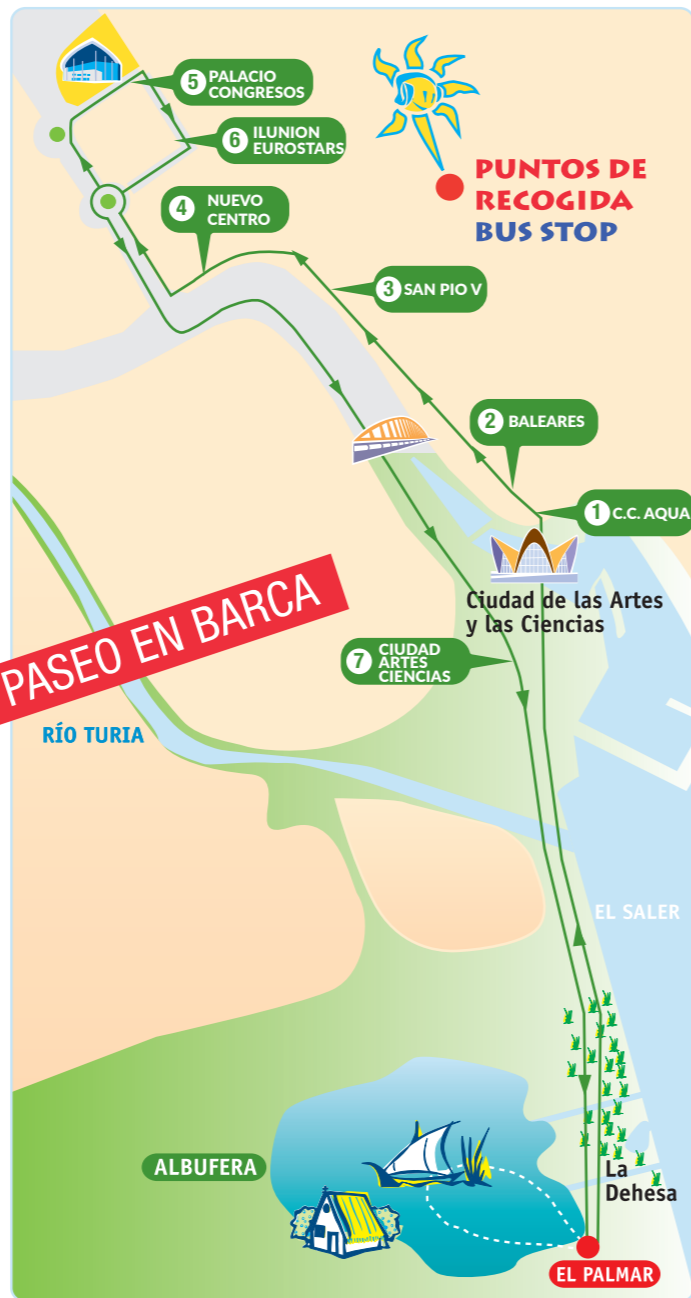 5 PALACIO
CONGRESOS
6 ILUNION
EUROSTARS
4 NUEVO
CENTRO
PUNTOS DE
RECOGIDA
BUS STOP
3 SAN PIO V
2 BALEARES
1 C.C. AQUA
Ciudad de las Artes
y las Ciencias
PASEO EN BARCA
7 CIUDAD
ARTES
CIENCIAS
RÍO TURIA
EL SALER
ALBUFERA
La
Dehesa
EL PALMAR